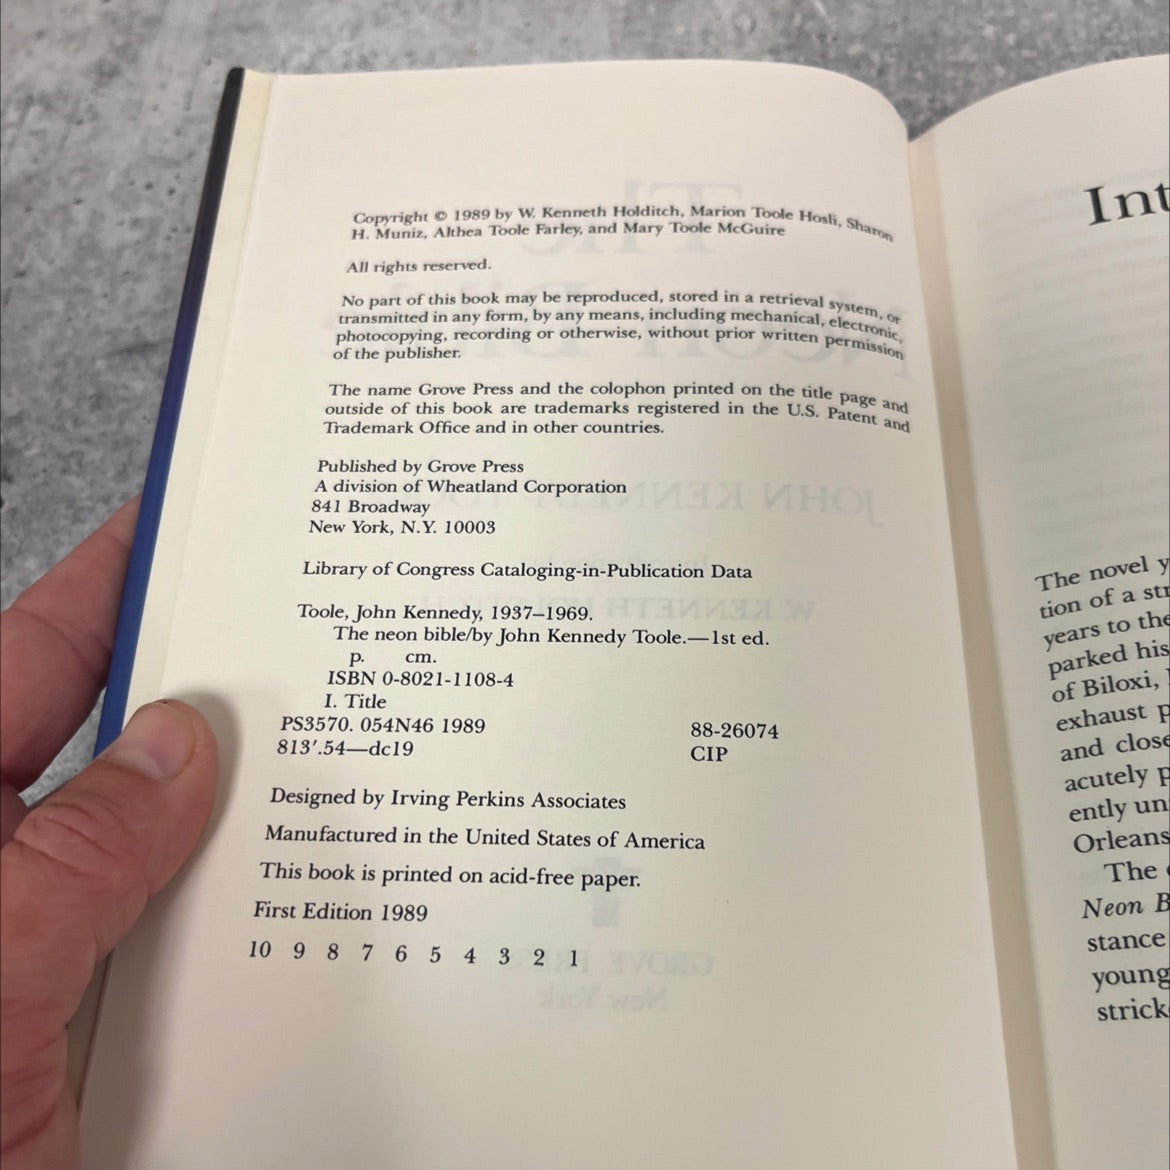 Copyright © 1989 by W. Kenneth Holditch, Marion Toole Hosli, Sharon
H. Muniz, Althea Toole Farley, and Mary Toole McGuire
All rights reserved.
No part of this book may be reproduced, stored in a retrieval system, or
transmitted in any form, by any means, including mechanical, electronic,
photocopying, recording or otherwise, without prior written permission
of the publisher.
The name Grove Press and the colophon printed on the title page and
outside of this book are trademarks registered in the U.S. Patent and
Trademark Office and in other countries.
Published by Grove Press
A division of Wheatland Corporation
841 Broadway
New York, N.Y. 10003
Library of Congress Cataloging-in-Publication Data
Toole, John Kennedy, 1937–1969.
The neon bible/by John Kennedy Toole.—1st ed.
p. cm.
ISBN 0-8021-1108-4
I. Title
PS3570. 054N46 1989 88-26074
813′.54—dc19 CIP
Designed by Irving Perkins Associates
Manufactured in the United States of America
This book is printed on acid-free paper.
First Edition 1989
10 9 8 7 6 5 4 3 2 1
Int
The novel y
tion of a str
years to the
parked his
of Biloxi,
exhaust p
and close
acutely p
ently un
Orleans
The
Neon B
stance
young
strick